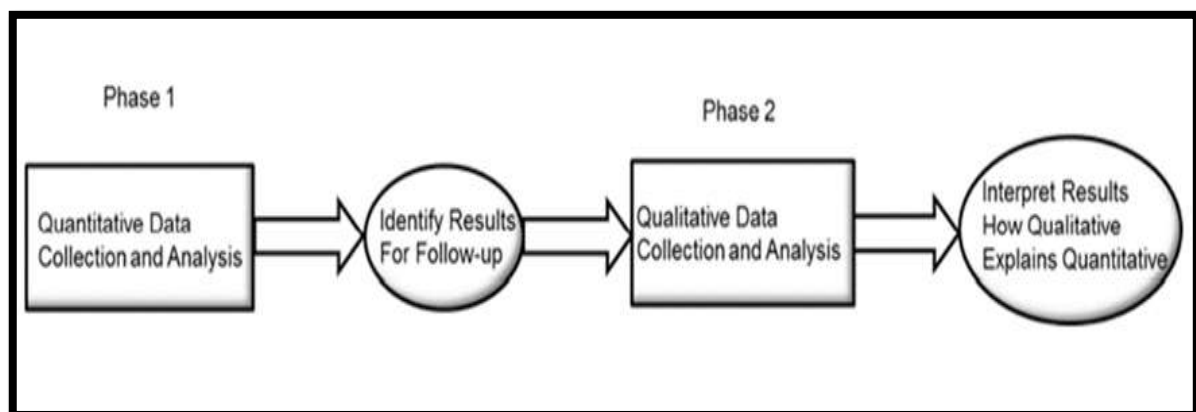 Phase 1
Quantitative Data
Collection and Analysis
Identify Results
For Follow-up
Phase 2
Qualitative Data
Collection and Analysis
Interpret Results
How Qualitative
Explains Quantitative